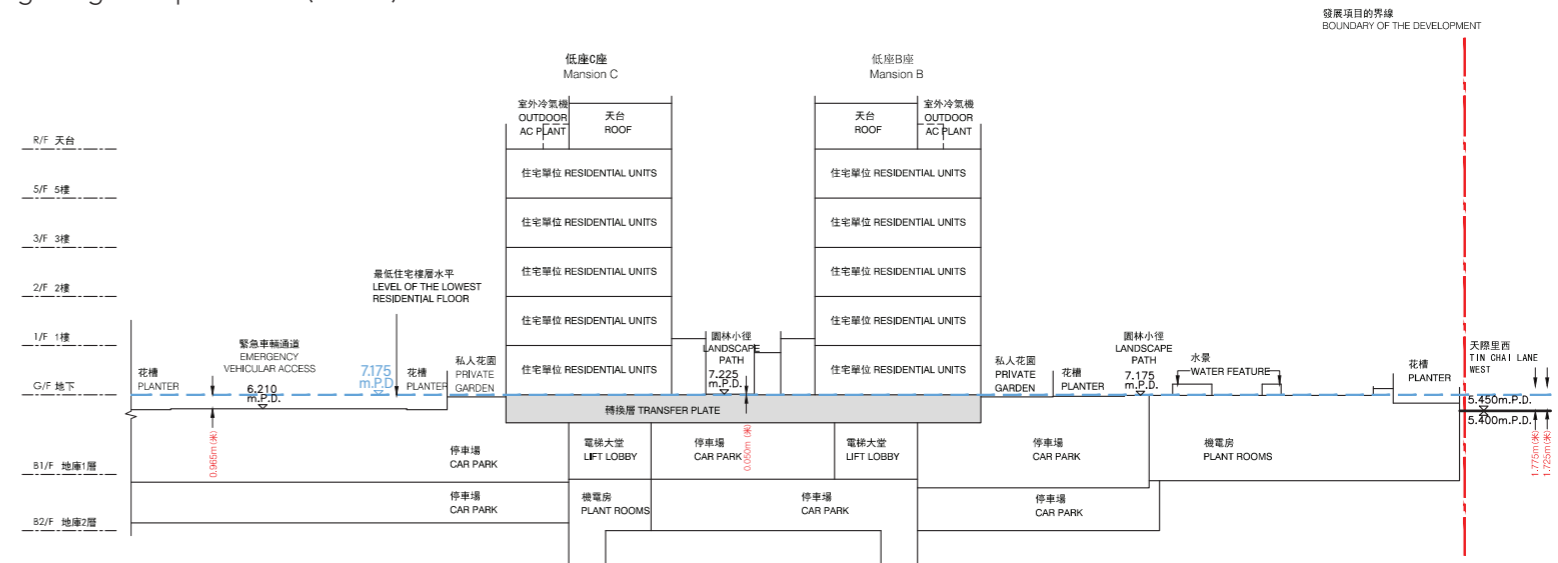 發展項目的界線
BOUNDARY OF THE DEVELOPMENT
低座C座
Mansion C
低座B座
Mansion B
室外冷氣機
OUTDOOR
AC PLANT
天台
ROOF
天台
ROOF
室外冷氣機
OUTDOOR
AC PLANT
R/F 天台
住宅單位 RESIDENTIAL UNITS
住宅單位 RESIDENTIAL UNITS
5/F 5樓
住宅單位 RESIDENTIAL UNITS
住宅單位 RESIDENTIAL UNITS
3/F 3樓
住宅單位 RESIDENTIAL UNITS
住宅單位 RESIDENTIAL UNITS
2/F 2樓
最低住宅樓層水平
LEVEL OF THE LOWEST
RESIDENTIAL FLOOR
住宅單位 RESIDENTIAL UNITS
住宅單位 RESIDENTIAL UNITS
1/F 1樓
緊急車輛通道
EMERGENCY
VEHICULAR ACCESS
6.210
m.P.D.
花槽
PLANTER
7.175
m.P.D
花槽
PLANTER
私人花園
PRIVATE
GARDEN
住宅單位 RESIDENTIAL UNITS
園林小徑
LANDSCAPE
PATH
7.225
m.P.D.
住宅單位 RESIDENTIAL UNITS
私人花園
PRIVATE
GARDEN
花槽
PLANTER
園林小徑
LANDSCAPE
PATH
7.175
m.P.D.
水景
WATER FEATURE
花槽
PLANTER
天際里西
TIN CHAI LANE
WEST
G/F 地下
5.450m.P.D.
5.400m.P.D.
轉換層 TRANSFER PLATE
0.965m(米)
0.050m(米)
1.775m(米)
1.725m(米)
B1/F 地庫1層
停車場
CAR PARK
電梯大堂
LIFT LOBBY
停車場
CAR PARK
電梯大堂
LIFT LOBBY
停車場
CAR PARK
機電房
PLANT ROOMS
B2/F 地庫2層
停車場
CAR PARK
機電房
PLANT ROOMS
停車場
CAR PARK
停車場
CAR PARK